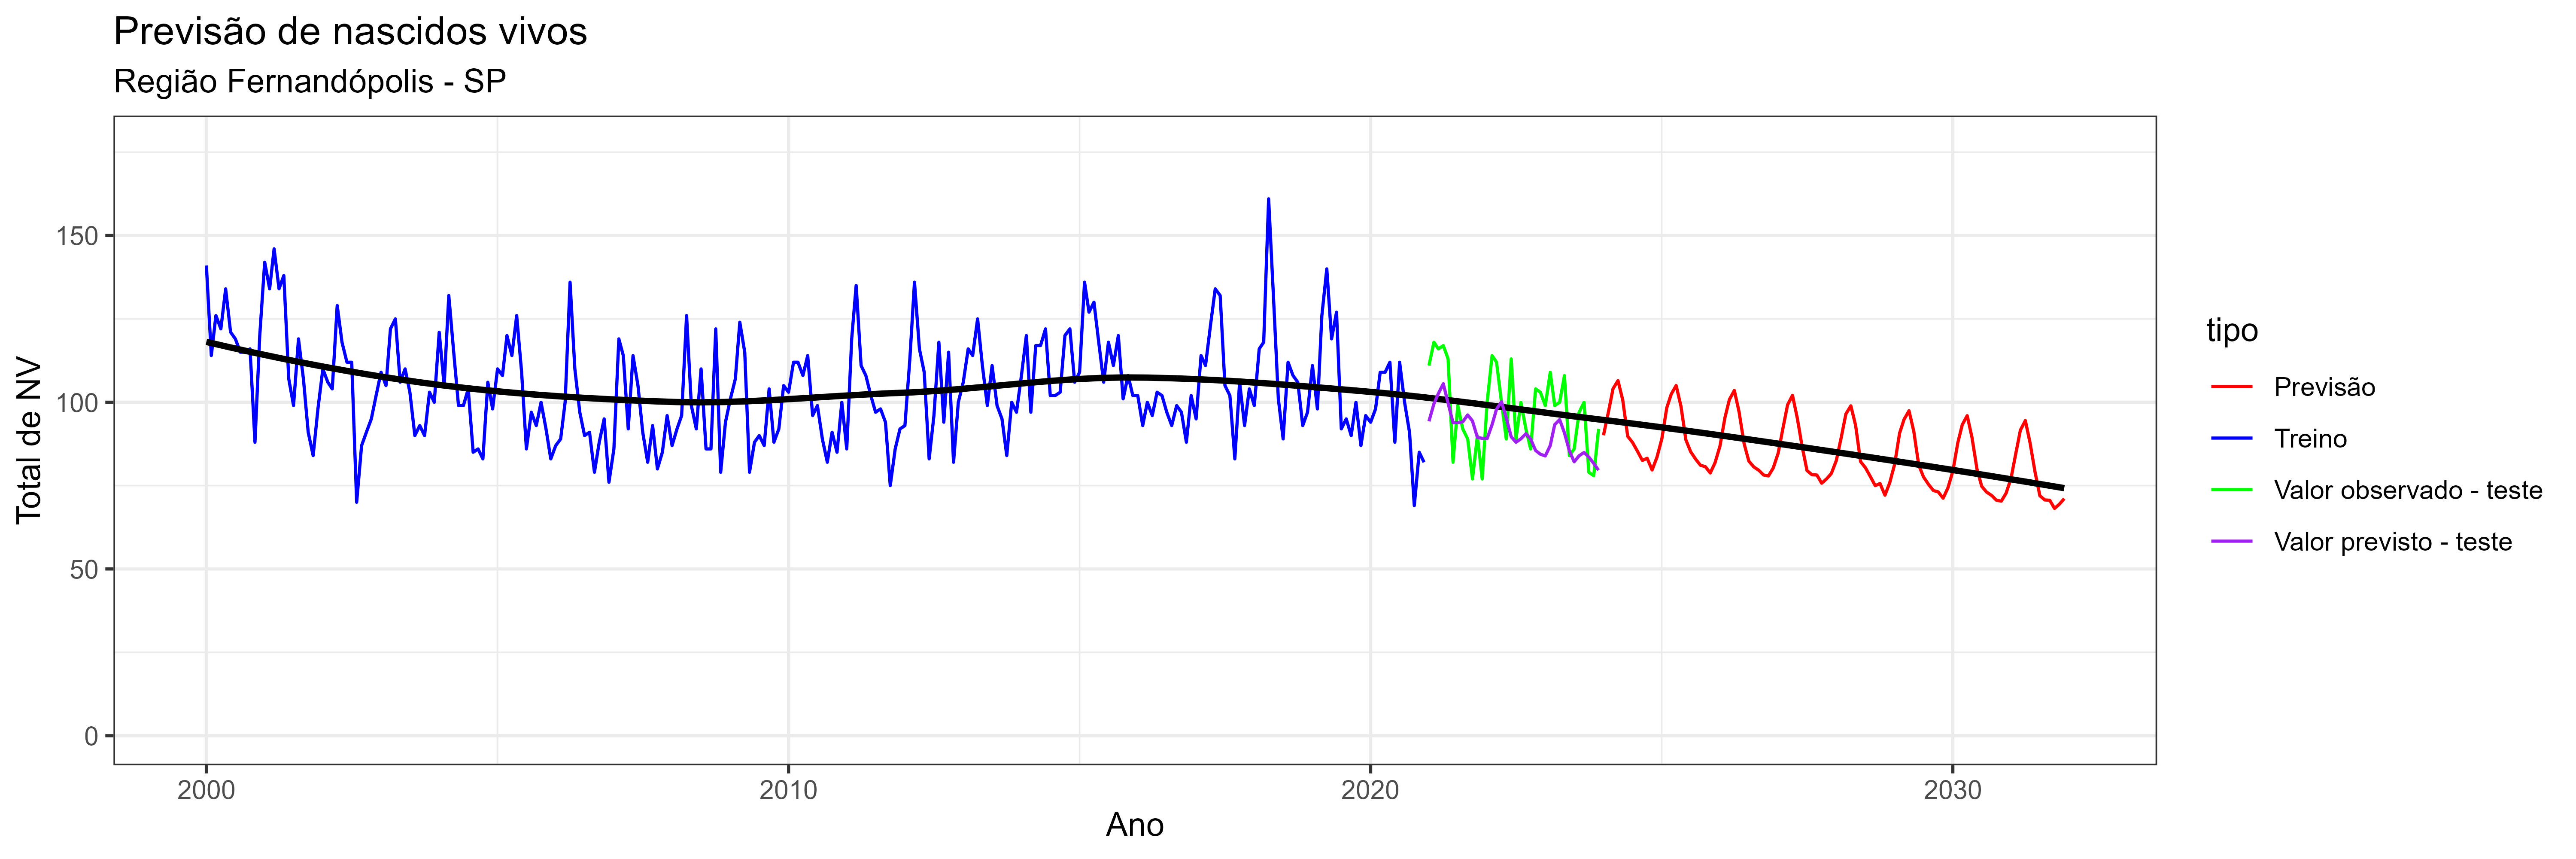 Previsão de nascidos vivos
Região Fernandópolis - SP
Total de NV
150
100
50
0
2000
2010
2020
2030
Ano
tipo
Previsão
Treino
Valor observado - teste
Valor previsto - teste